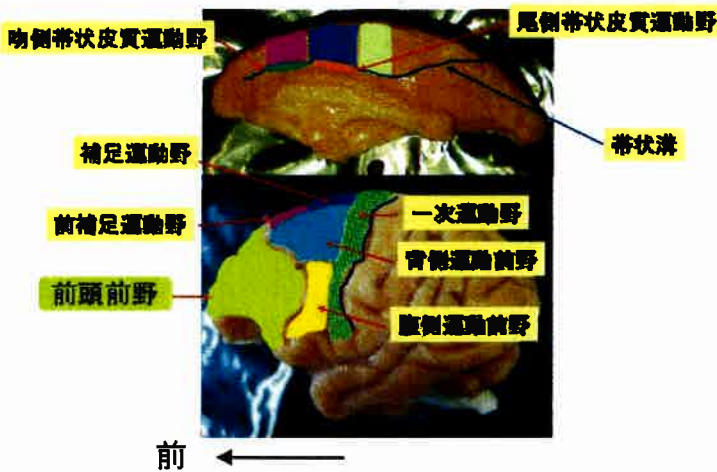 吻側帯状皮質運動野
尾側帯状皮質運動野
帯状溝
補足運動野
前補足運動野
一次運動野
背側運動前野
前頭前野
腹側運動前野
前